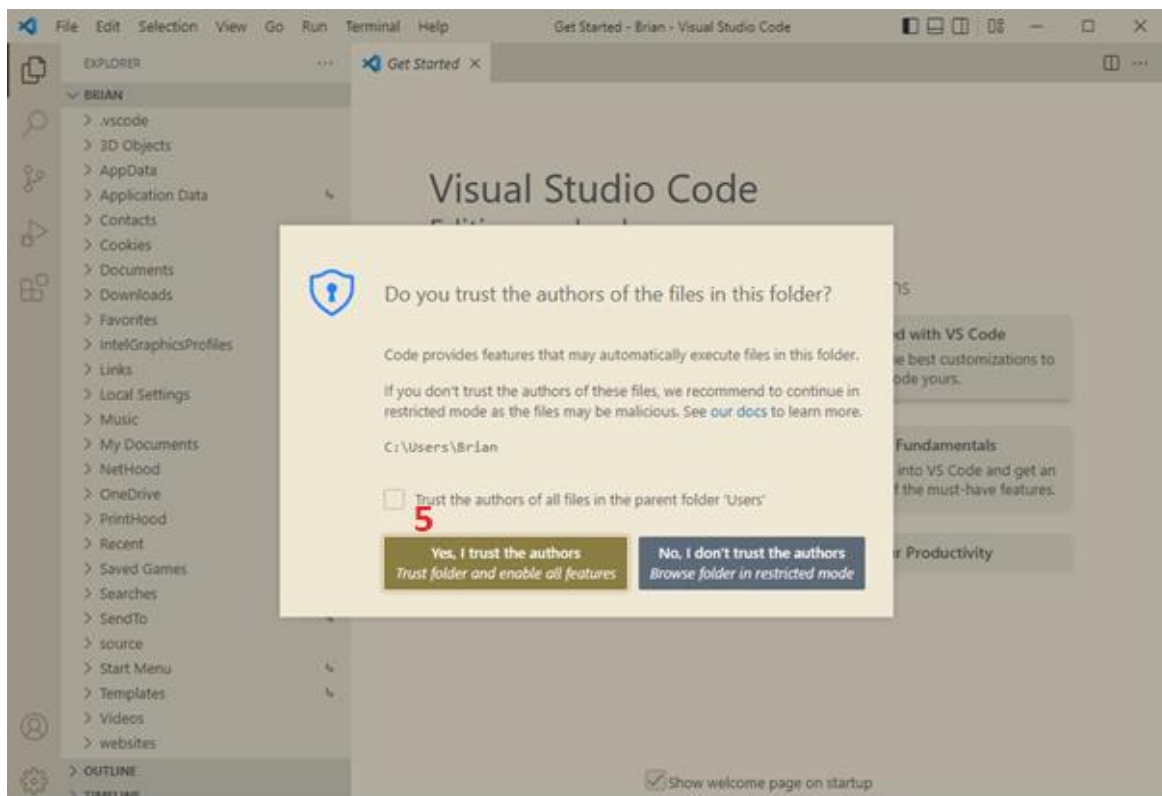 File Edit Selection View Go Run Terminal Help Get Started - Brian - Visual Studio Code
EXPLORER
Get Started
BRIAN
.vscode
3D Objects
AppData
Application Data
Contacts
Cookies
Documents
Downloads
Favorites
IntelGraphicsProfiles
Links
Local Settings
Music
My Documents
NetHood
OneDrive
PrintHood
Recent
Saved Games
Searches
SendTo
source
Start Menu
Templates
Videos
websites
OUTLINE
TIMELINE
Visual Studio Code
Do you trust the authors of the files in this folder?
Code provides features that may automatically execute files in this folder.
If you don't trust the authors of these files, we recommend to continue in
restricted mode as the files may be malicious. See our docs to learn more.
C:\Users\Brian
Trust the authors of all files in the parent folder 'Users'
5
Yes, I trust the authors
Trust folder and enable all features
No, I don't trust the authors
Browse folder in restricted mode
with VS Code
best customizations to
yours.
Fundamentals
into VS Code and get an
the must-have features.
Productivity
Show welcome page on startup